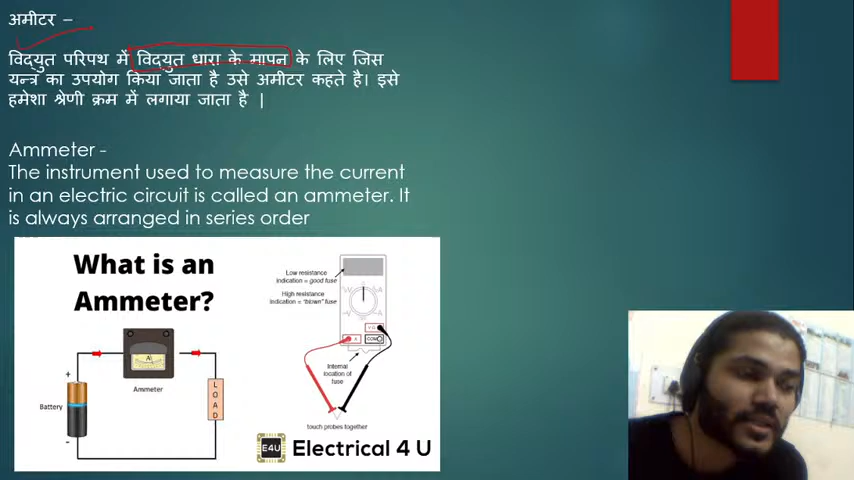 अमीटर –
विद्युत परिपथ में विद्युत धारा के मापन के लिए जिस
यन्त्र का उपयोग किया जाता है उसे अमीटर कहते है। इसे
हमेशा श्रेणी क्रम में लगाया जाता है |
Ammeter -
The instrument used to measure the current
in an electric circuit is called an ammeter. It
is always arranged in series order
What is an
Ammeter?
A
Ammeter
+
Battery
-
LOAD
Low resistance
indication = good fuse
High resistance
indication = "blown" fuse
COM
Internal
location of
fuse
touch probes together
E4U
Electrical 4 U